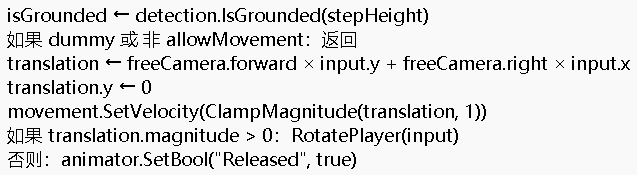 isGrounded ← detection.IsGrounded(stepHeight)
如果 dummy 或 非 allowMovement：返回
translation ← freeCamera.forward × input.y + freeCamera.right × input.x
translation.y ← 0
movement.SetVelocity(ClampMagnitude(translation, 1))
如果 translation.magnitude > 0：RotatePlayer(input)
否则：animator.SetBool("Released", true)